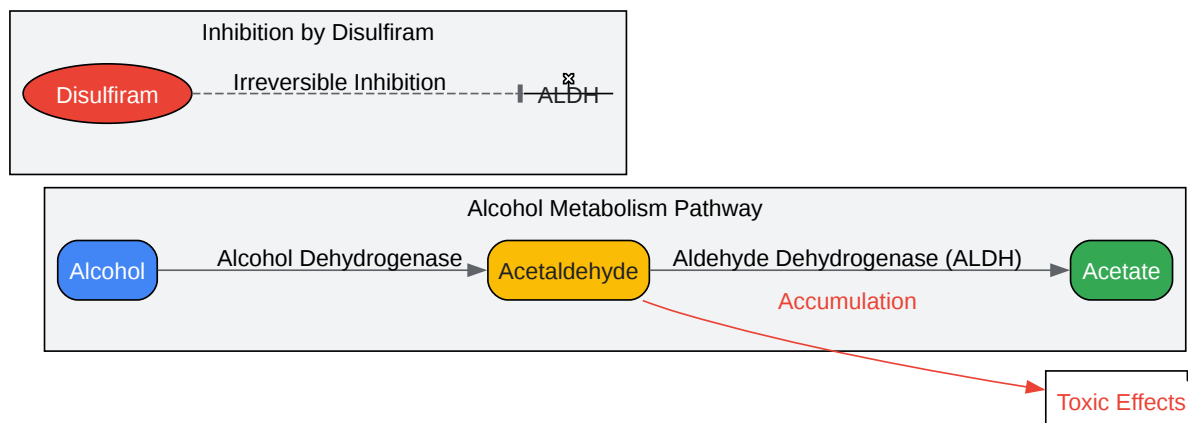 Inhibition by Disulfiram
Disulfiram
Irreversible Inhibition
ALDH
Alcohol Metabolism Pathway
Alcohol
Alcohol Dehydrogenase
Acetaldehyde
Aldehyde Dehydrogenase (ALDH)
Acetate
Accumulation
Toxic Effects